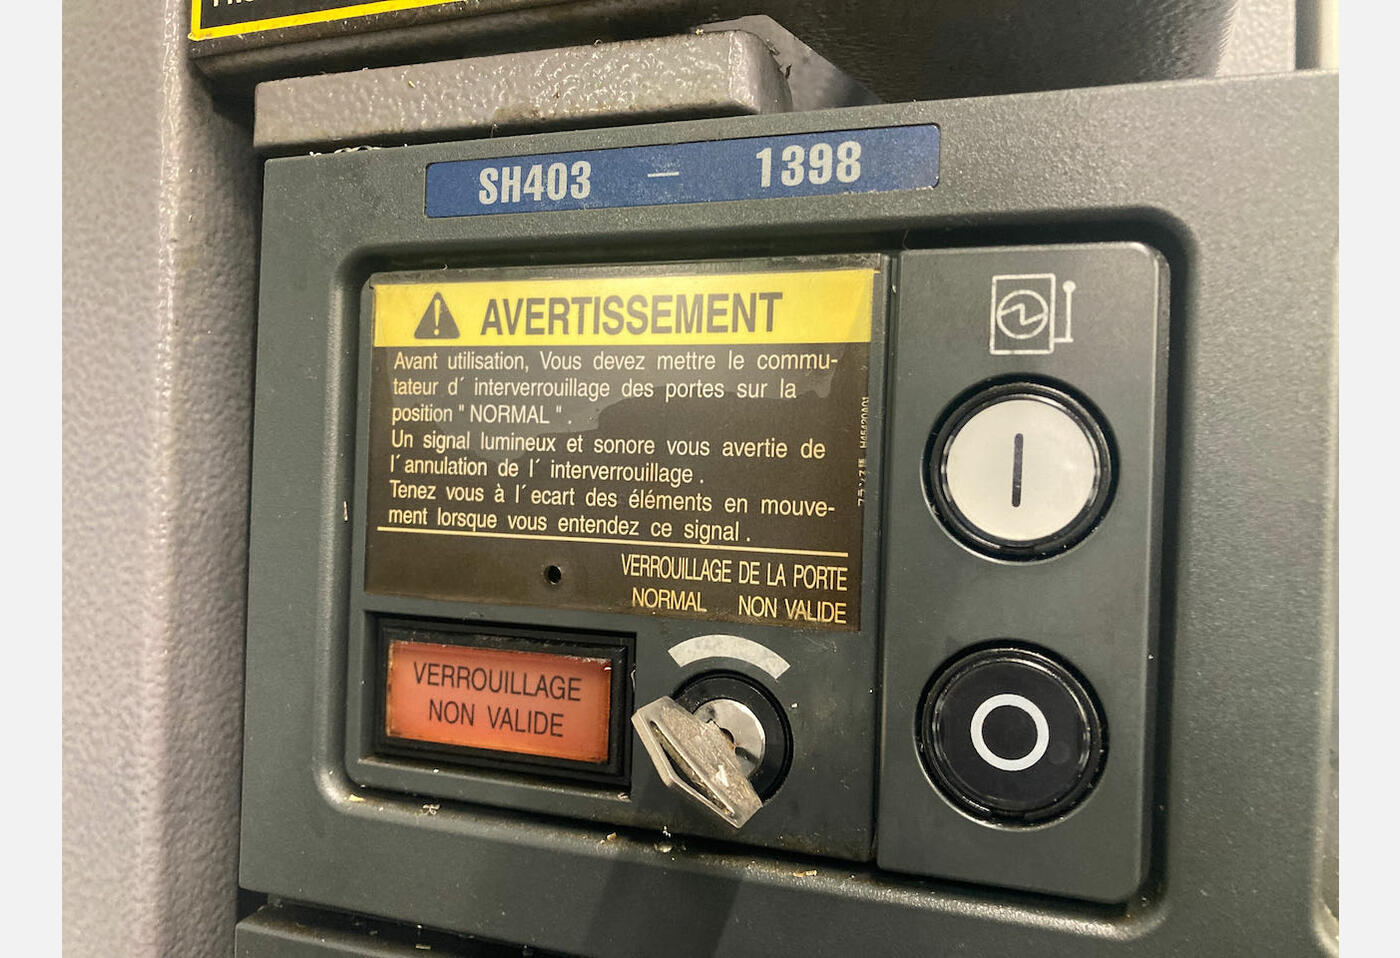 SH403 — 1398
AVERTISSEMENT
Avant utilisation, Vous devez mettre le commu-
tateur d´ interverrouillage des portes sur la
position " NORMAL " .
Un signal lumineux et sonore vous avertie de
l´annulation de l´ interverrouillage .
Tenez vous à l´ecart des éléments en mouve-
ment lorsque vous entendez ce signal .
VERROUILLAGE DE LA PORTE
NORMAL NON VALIDE
VERROUILLAGE
NON VALIDE